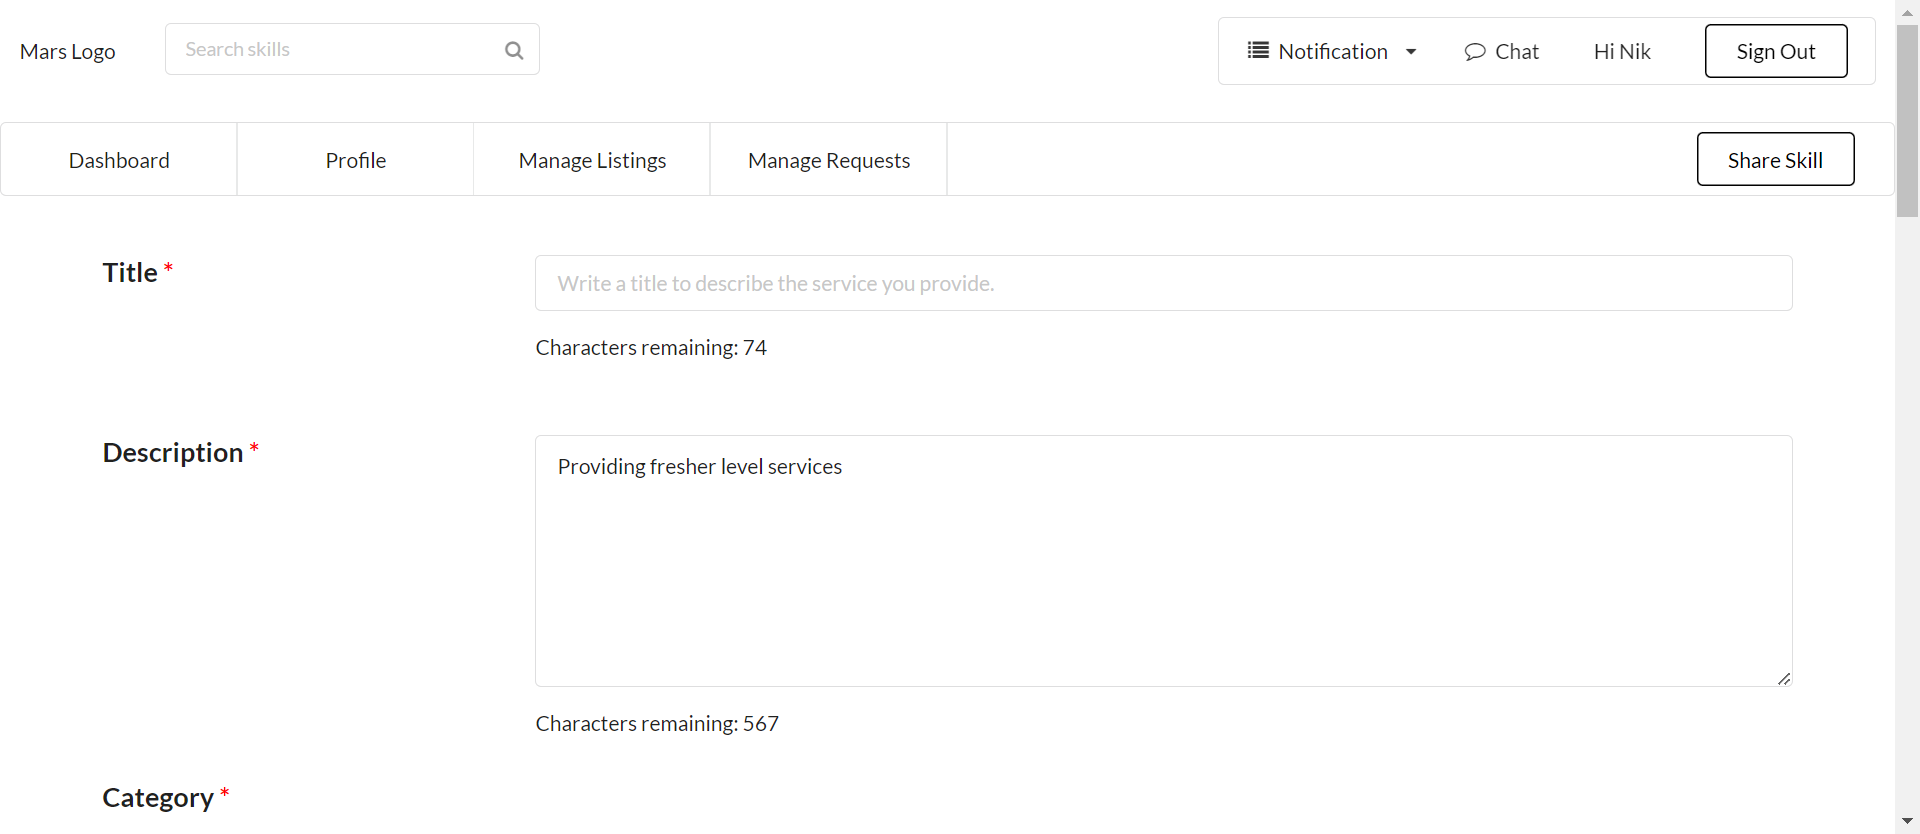 Mars Logo
Search skills
Notification
Chat
Hi Nik
Sign Out
Dashboard
Profile
Manage Listings
Manage Requests
Share Skill
Title *
Write a title to describe the service you provide.
Characters remaining: 74
Description *
Providing fresher level services
Characters remaining: 567
Category *